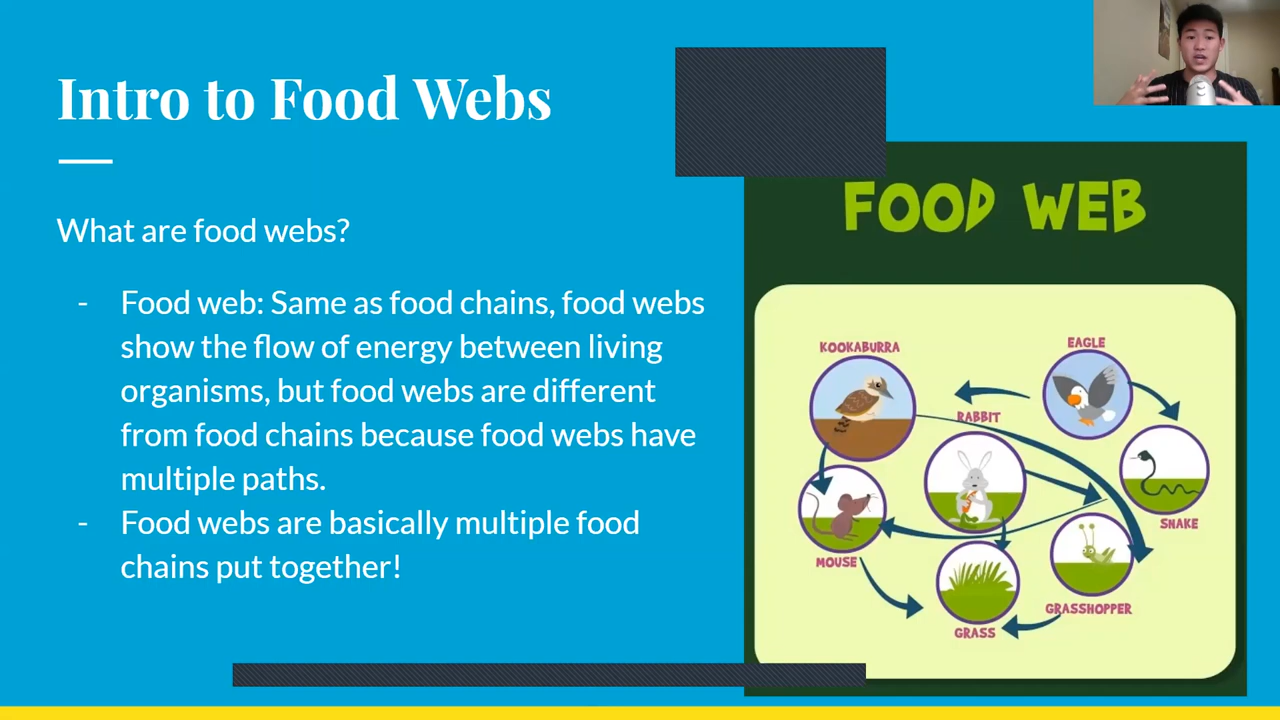 Intro to Food Webs
What are food webs?
- Food web: Same as food chains, food webs
show the flow of energy between living
organisms, but food webs are different
from food chains because food webs have
multiple paths.
- Food webs are basically multiple food
chains put together!
FOOD WEB
KOOKABURRA
EAGLE
RABBIT
SNAKE
MOUSE
GRASSHOPPER
GRASS